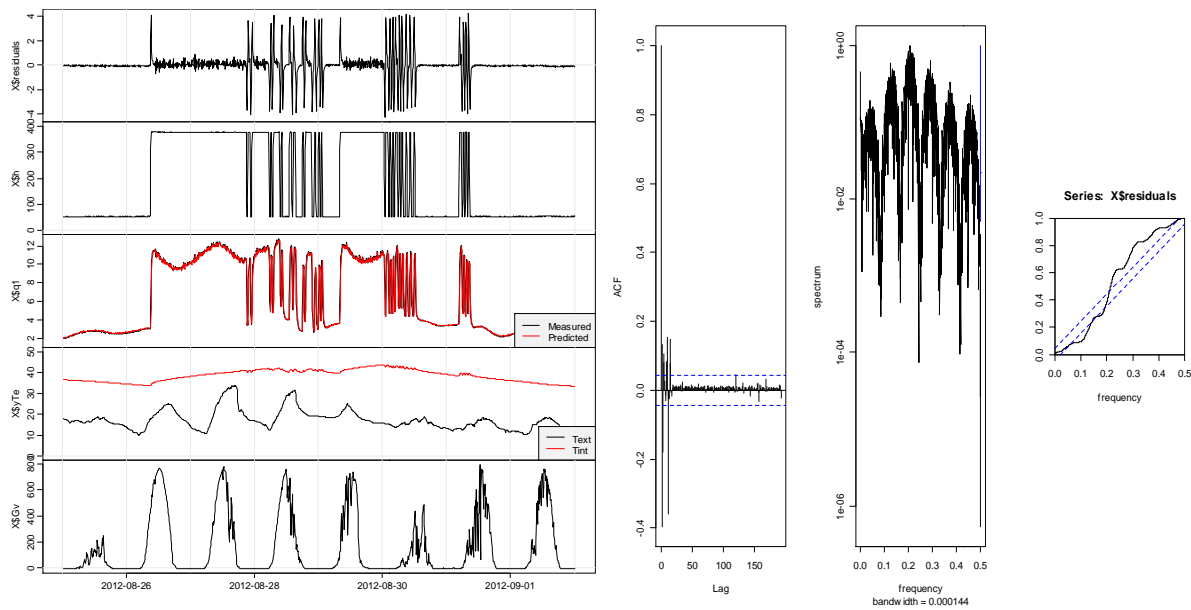 X$residuals
4
2
0
-2
-4
X$h
400
300
200
100
0
X$q1
12
10
8
6
4
2
Measured
Predicted
X$yTe
50
40
30
20
10
0
Text
Tint
X$Gv
800
600
400
200
0
2012-08-26 2012-08-28 2012-08-30 2012-09-01
ACF
1.0
0.8
0.6
0.4
0.2
0.0
-0.2
-0.4
0 50 100 150
Lag
spectrum
1e+00
1e-02
1e-04
1e-06
0.0 0.1 0.2 0.3 0.4 0.5
frequency
bandwidth = 0.000144
Series: X$residuals
1.0
0.8
0.6
0.4
0.2
0.0
0.0 0.1 0.2 0.3 0.4 0.5
frequency